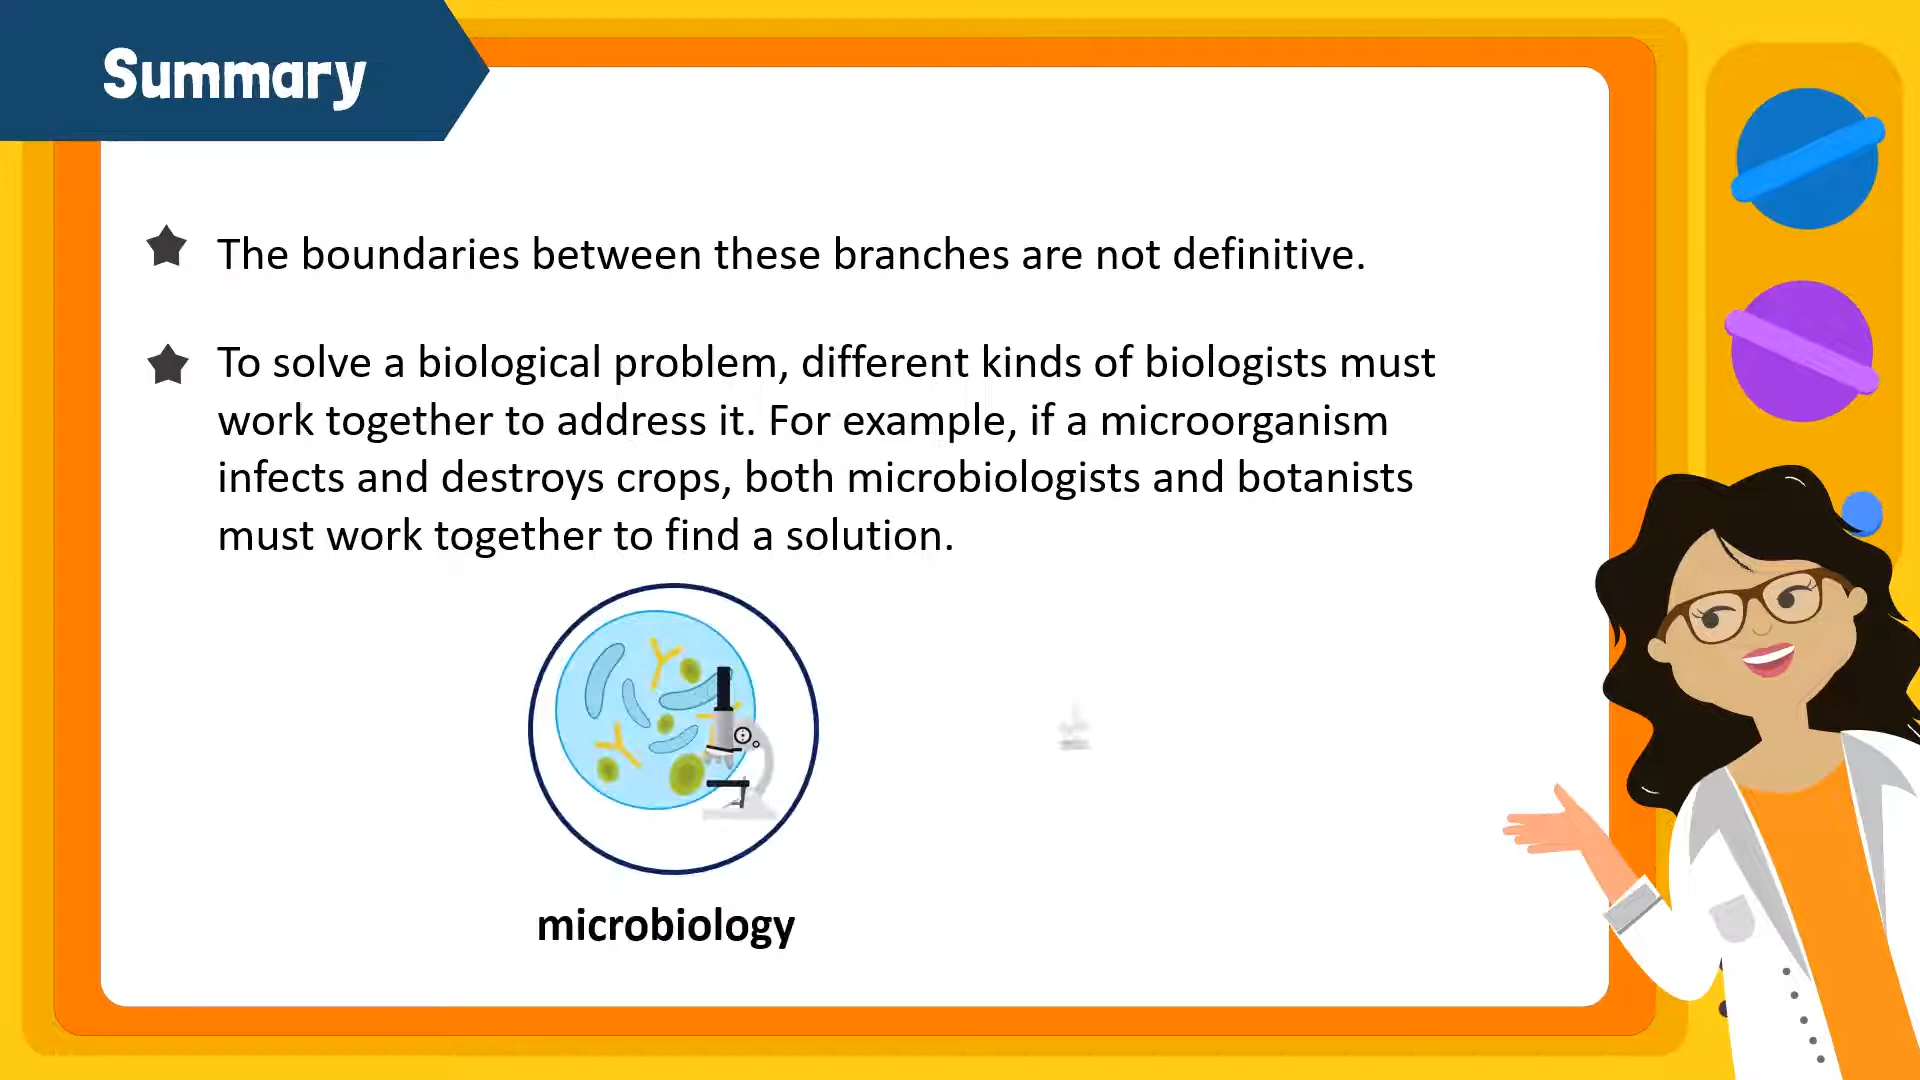 Summary
The boundaries between these branches are not definitive.
To solve a biological problem, different kinds of biologists must
work together to address it. For example, if a microorganism
infects and destroys crops, both microbiologists and botanists
must work together to find a solution.
microbiology